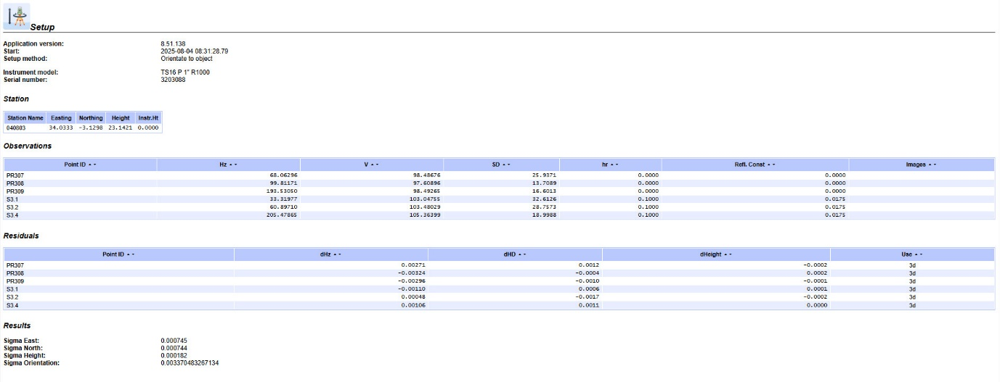 Setup
Application version: 8.51.138
Start: 2025-08-04 08:31:28.79
Setup method: Orientate to object
Instrument model: TS16 P 1" R1000
Serial number: 3203088
Station
Station Name Easting Northing Height Instr.Ht
040803 34.0333 -3.1298 23.1421 0.0000
Observations
Point ID Hz V SD hr Refl. Const Images
PR307 68.06296 98.48676 25.9371 0.0000 0.0000
PR308 99.81171 97.60896 13.7089 0.0000 0.0000
PR309 193.53050 98.49265 16.6013 0.0000 0.0000
S3.1 33.31977 103.04755 32.6126 0.1000 0.0175
S3.2 60.89710 103.48029 28.7573 0.1000 0.0175
S3.4 205.47865 105.36399 18.9988 0.1000 0.0175
Residuals
Point ID dHz dHD dHeight Use
PR307 0.00271 0.0012 -0.0002 3d
PR308 -0.00324 -0.0004 0.0002 3d
PR309 -0.00296 -0.0010 -0.0001 3d
S3.1 -0.00110 0.0006 0.0001 3d
S3.2 0.00048 -0.0017 -0.0002 3d
S3.4 0.00106 0.0011 0.0000 3d
Results
Sigma East: 0.000745
Sigma North: 0.000744
Sigma Height: 0.000182
Sigma Orientation: 0.003370483267134